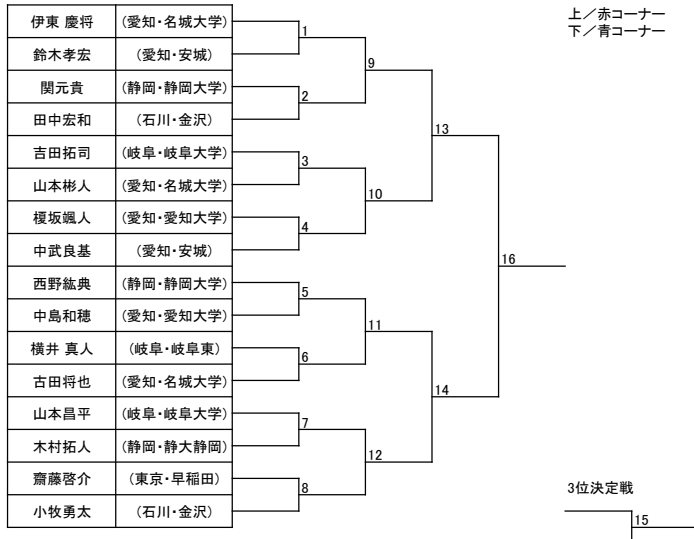 伊東 慶将 (愛知・名城大学)
鈴木孝宏 (愛知・安城)
関元貴 (静岡・静岡大学)
田中宏和 (石川・金沢)
吉田拓司 (岐阜・岐阜大学)
山本彬人 (愛知・名城大学)
榎坂颯人 (愛知・愛知大学)
中武良基 (愛知・安城)
西野紘典 (静岡・静岡大学)
中島和穂 (愛知・愛知大学)
横井 真人 (岐阜・岐阜東)
古田将也 (愛知・名城大学)
山本昌平 (岐阜・岐阜大学)
木村拓人 (静岡・静大静岡)
齋藤啓介 (東京・早稲田)
小牧勇太 (石川・金沢)
1
2
3
4
5
6
7
8
9
10
11
12
13
14
16
上／赤コーナー
下／青コーナー
3位決定戦
15